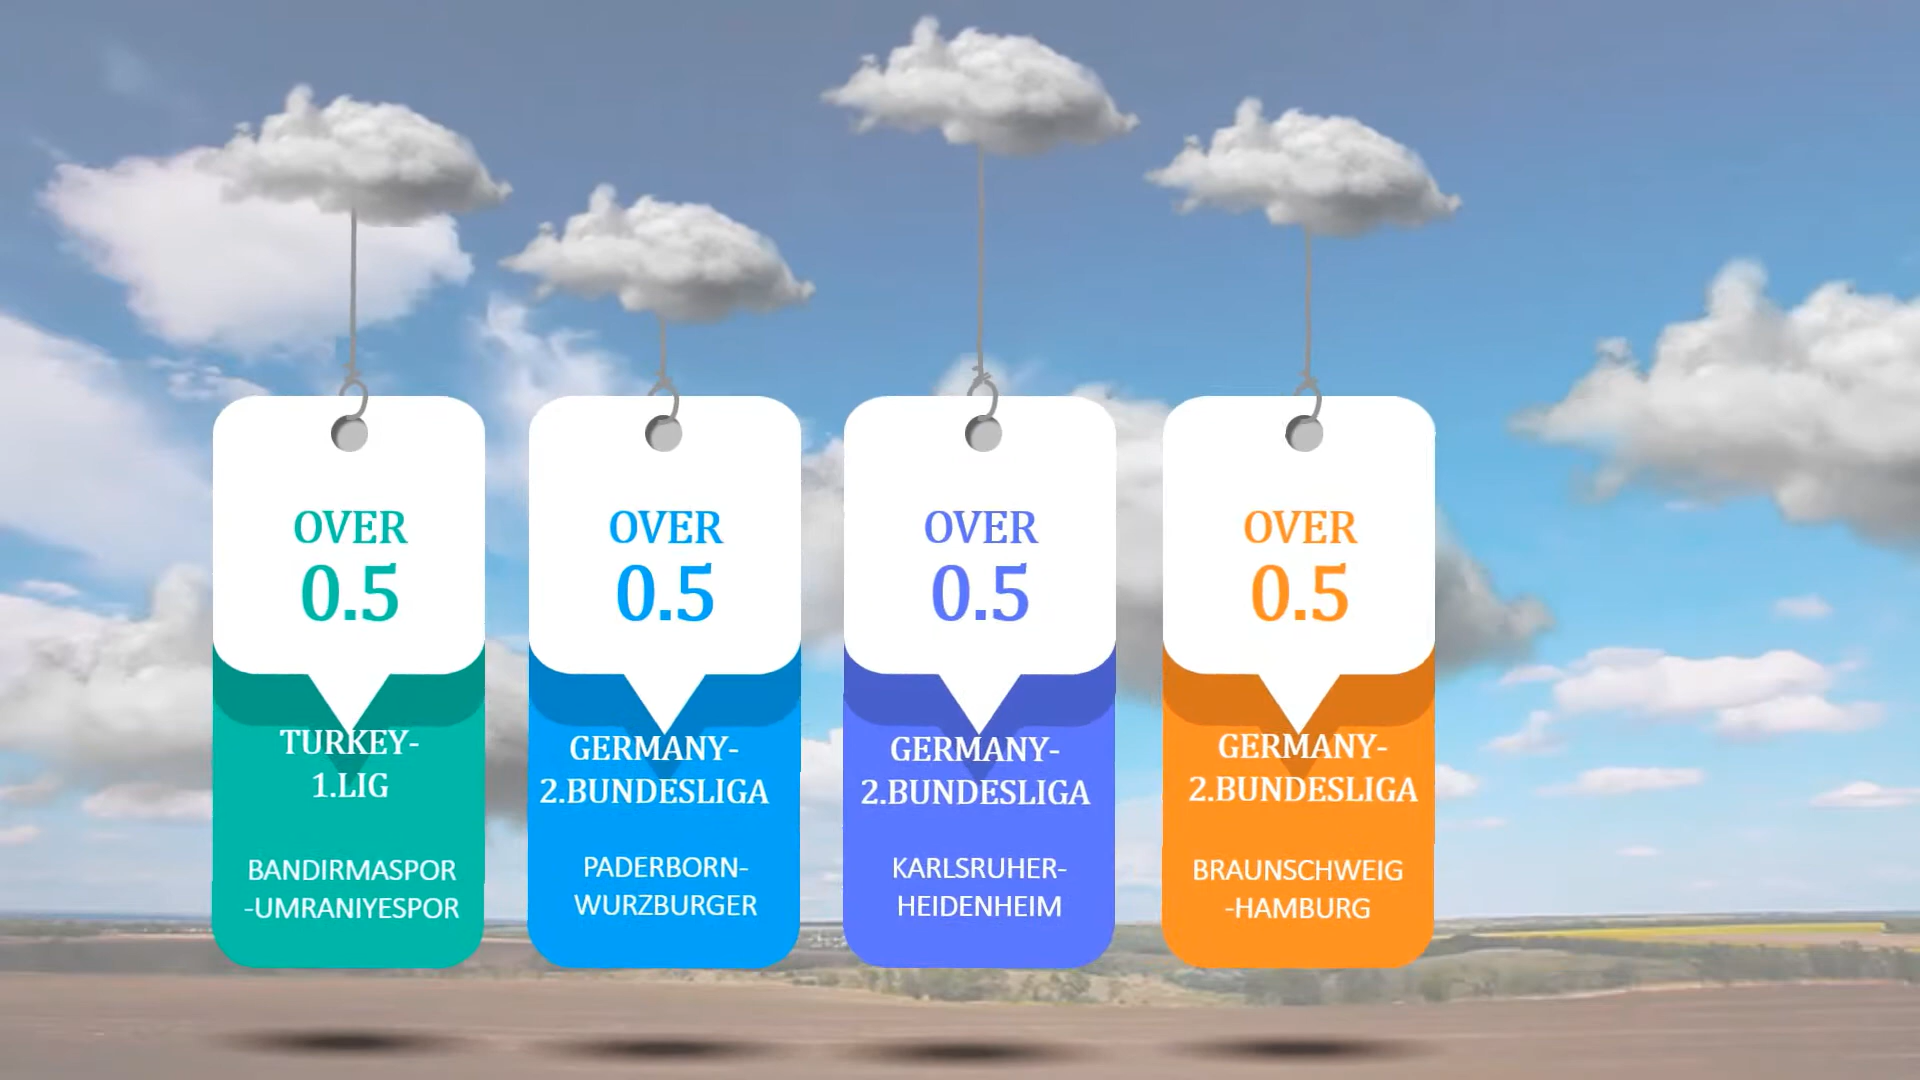 OVER
0.5
TURKEY-
1.LIG
BANDIRMASPOR
-UMRANIYESPOR
OVER
0.5
GERMANY-
2.BUNDESLIGA
PADERBORN-
WURZBURGER
OVER
0.5
GERMANY-
2.BUNDESLIGA
KARLSRUHER-
HEIDENHEIM
OVER
0.5
GERMANY-
2.BUNDESLIGA
BRAUNSCHWEIG
-HAMBURG